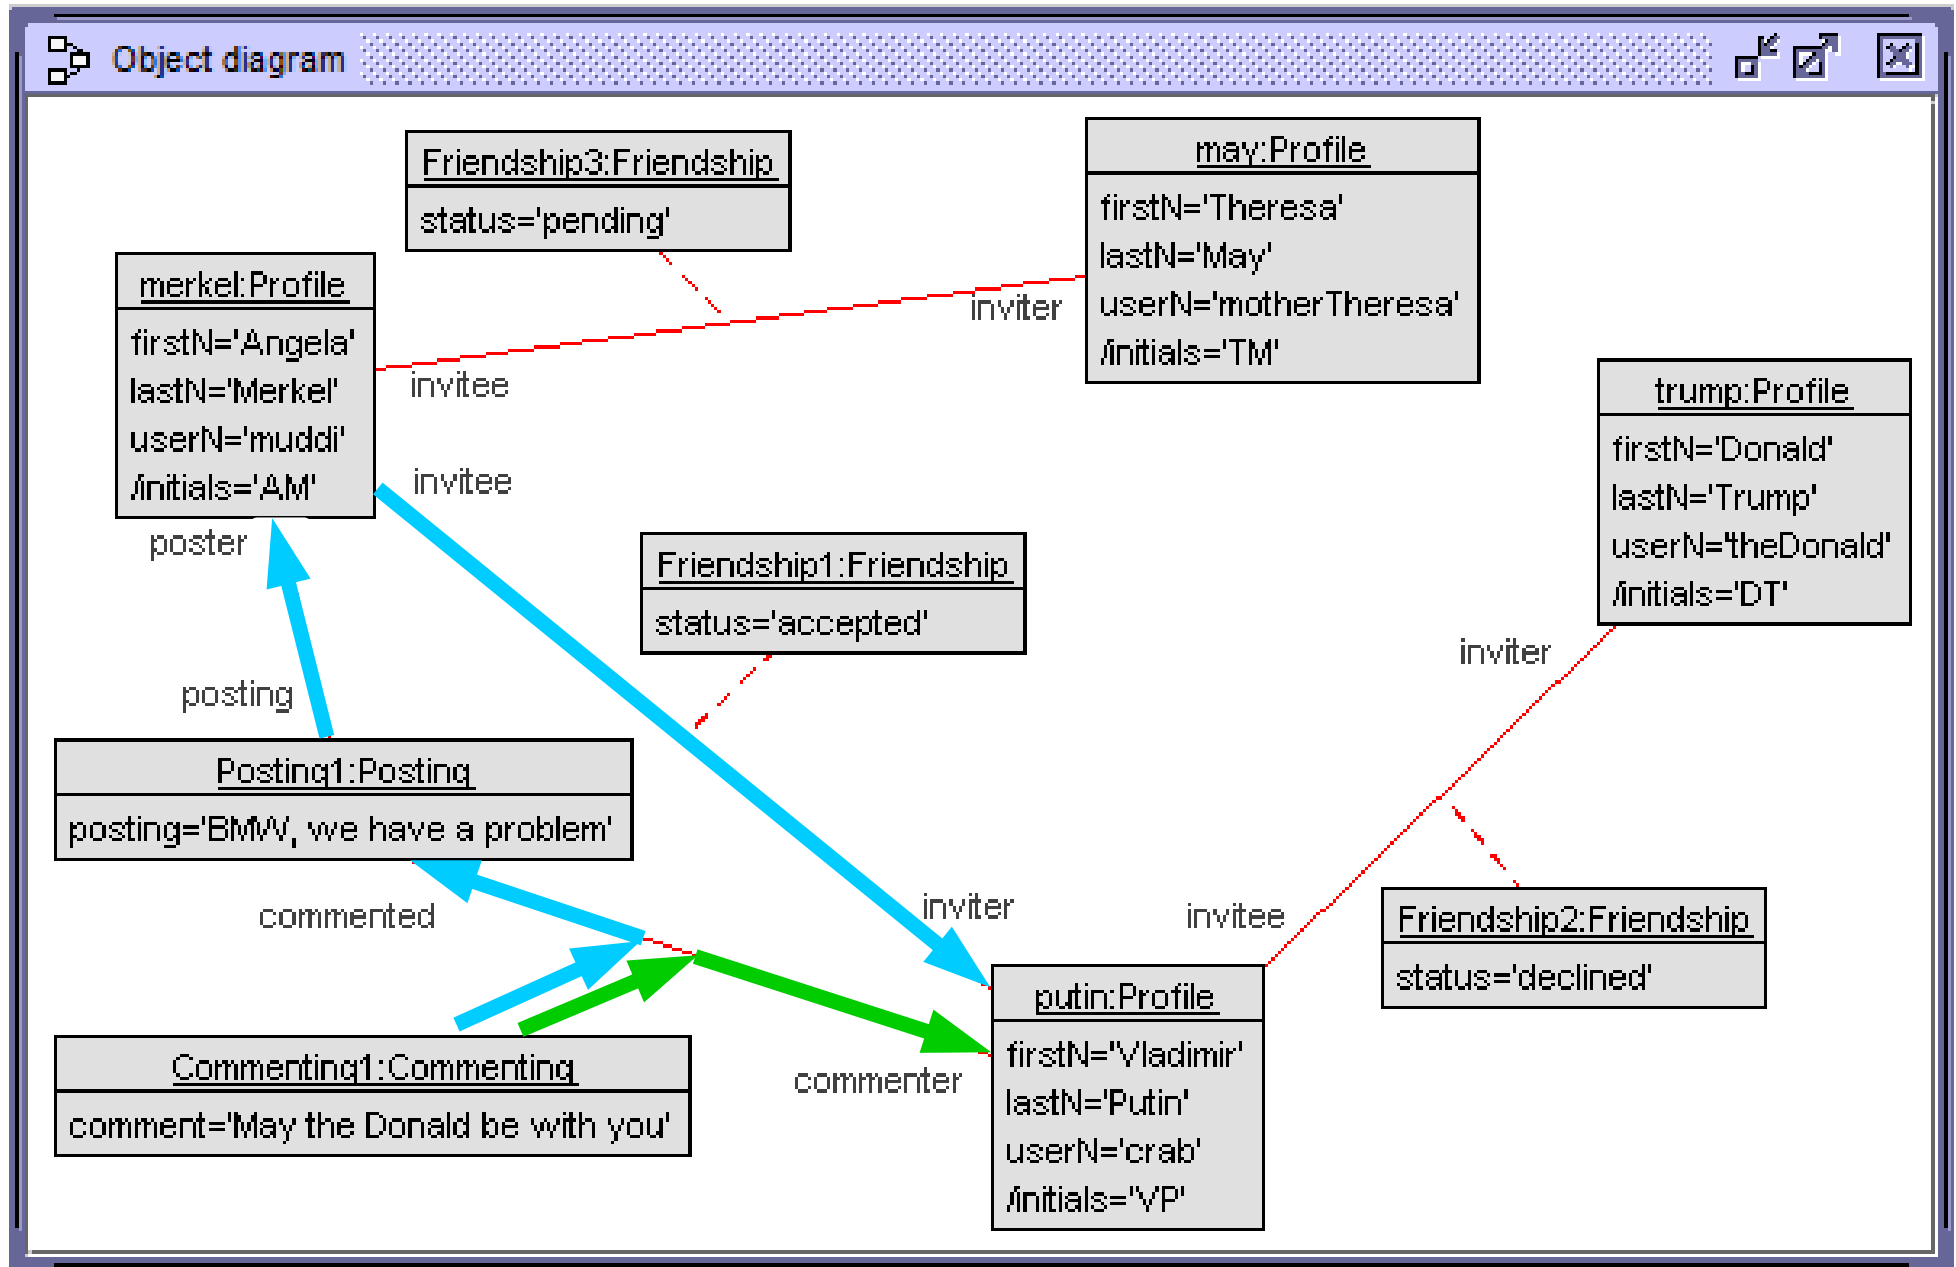 Object diagram
Friendship3:Friendship
status='pending'
may:Profile
firstN='Theresa'
lastN='May'
userN='motherTheresa'
/initials='TM'
inviter
merkel:Profile
firstN='Angela'
lastN='Merkel'
userN='muddi'
/initials='AM'
invitee
invitee
poster
trump:Profile
firstN='Donald'
lastN='Trump'
userN='theDonald'
/initials='DT'
inviter
Friendship1:Friendship
status='accepted'
posting
Posting1:Posting
posting='BMW, we have a problem'
commented
inviter
invitee
Friendship2:Friendship
status='declined'
Commenting1:Commenting
comment='May the Donald be with you'
commenter
putin:Profile
firstN='Vladimir'
lastN='Putin'
userN='crab'
/initials='VP'